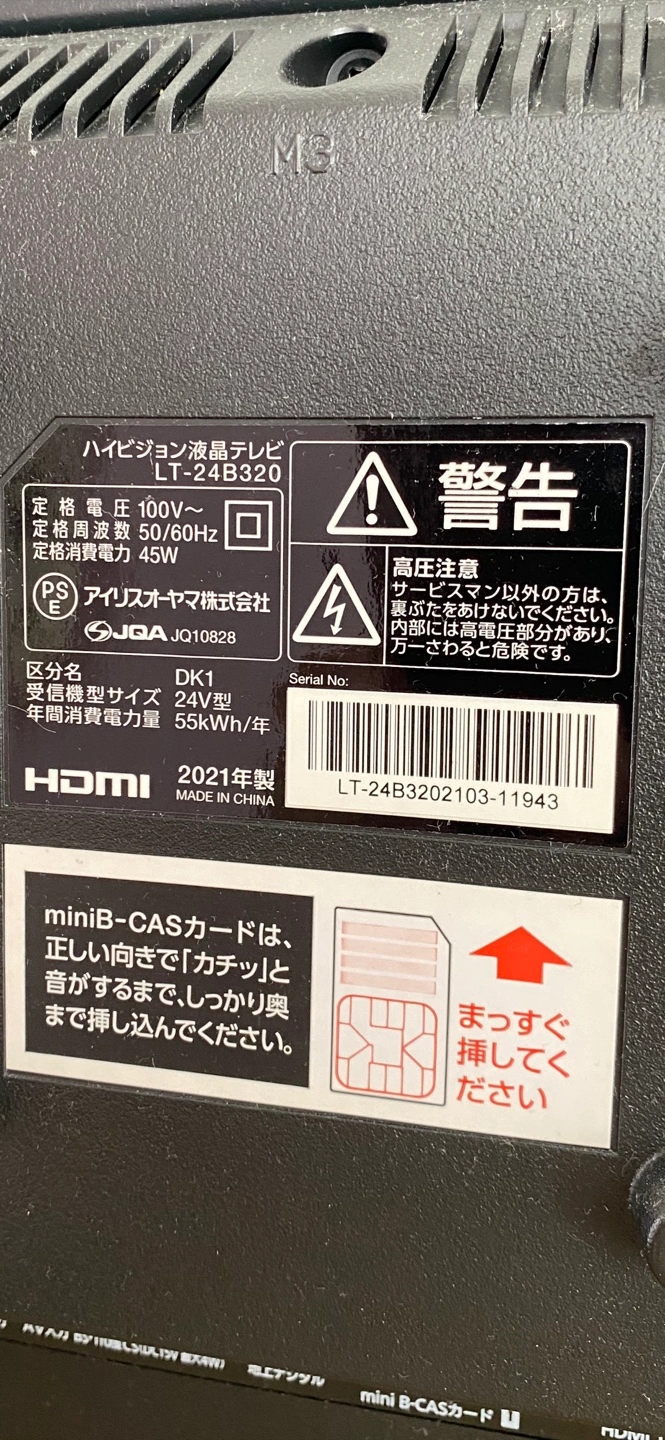 MG
ハイビジョン液晶テレビ
LT-24B320
定格電圧 100V～
定格周波数 50/60Hz
定格消費電力 45W
PS
E
アイリスオーヤマ株式会社
JQA JQ10828
区分名 DK1
受信機型サイズ 24V型
年間消費電力量 55kWh/年
HDMI
2021年製
MADE IN CHINA
警告
高圧注意
サービスマン以外の方は、
裏ぶたをあけないでください。
内部には高電圧部分があり、
万一さわると危険です。
Serial No:
LT-24B3202103-11943
miniB-CASカードは、
正しい向きで「カチッ」と
音がするまで、しっかり奥
まで挿し込んでください。
まっすぐ
挿してく
ださい
地上デジタル
mini B-CASカード
HDMI